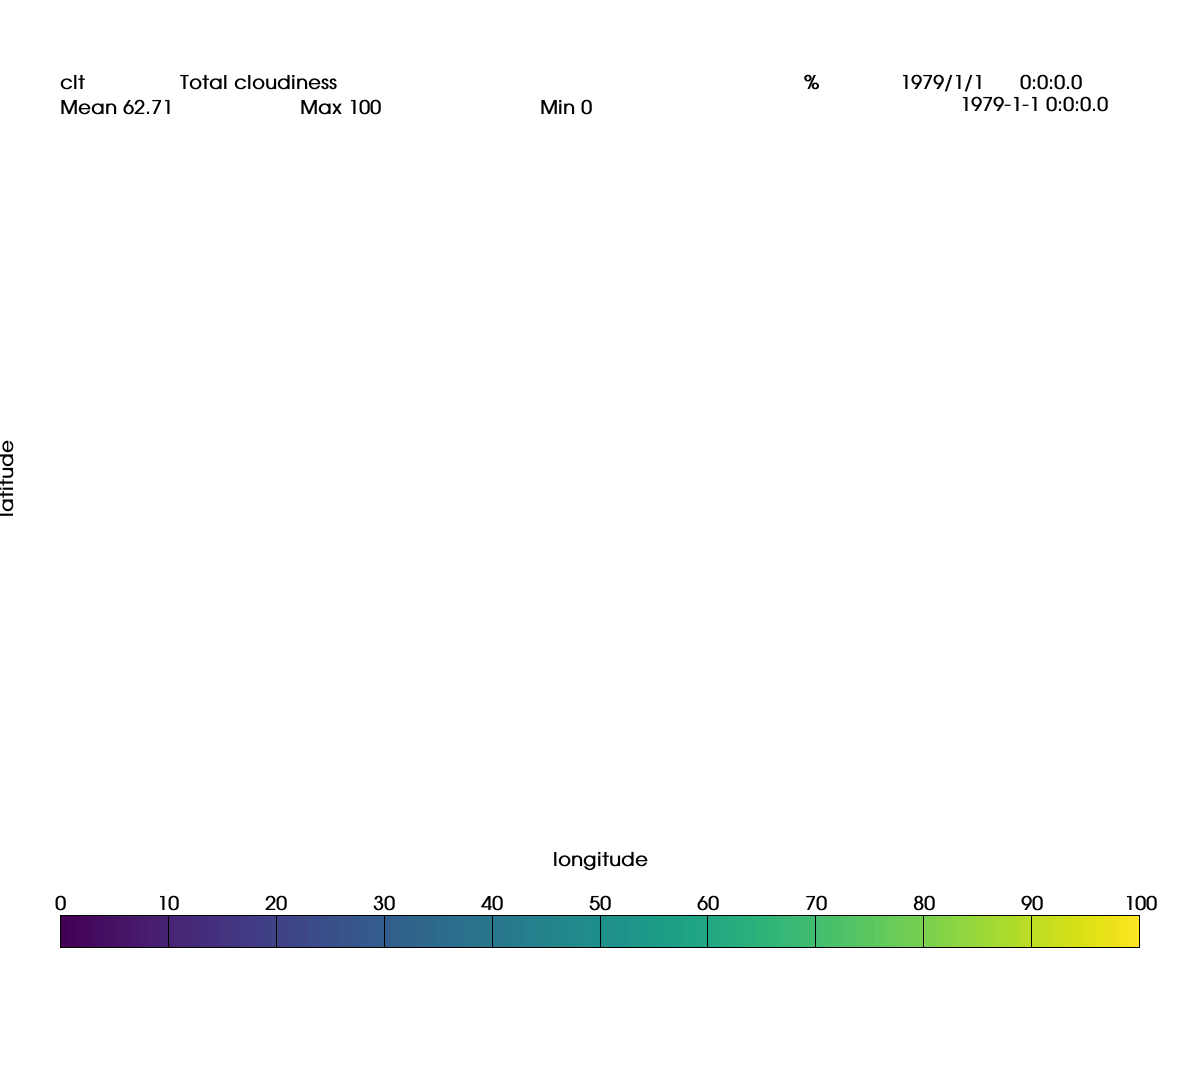 clt Total cloudiness % 1979/1/1 0:0:0.0
Mean 62.71 Max 100 Min 0 1979-1-1 0:0:0.0
latitude
longitude
0 10 20 30 40 50 60 70 80 90 100